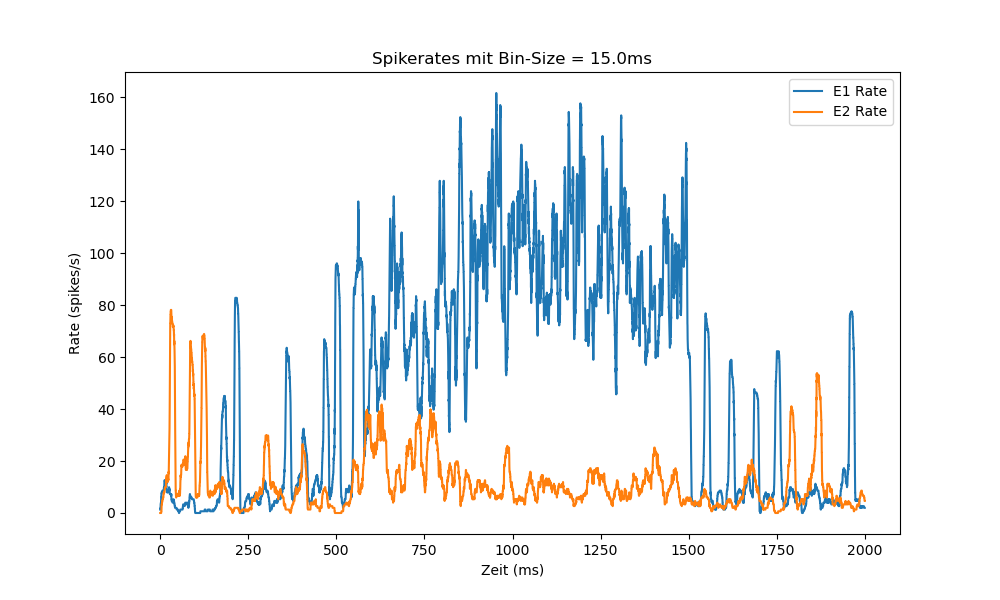 Spikerates mit Bin-Size = 15.0ms
160
140
120
100
80
60
40
20
0
Rate (spikes/s)
E1 Rate
E2 Rate
0 250 500 750 1000 1250 1500 1750 2000
Zeit (ms)